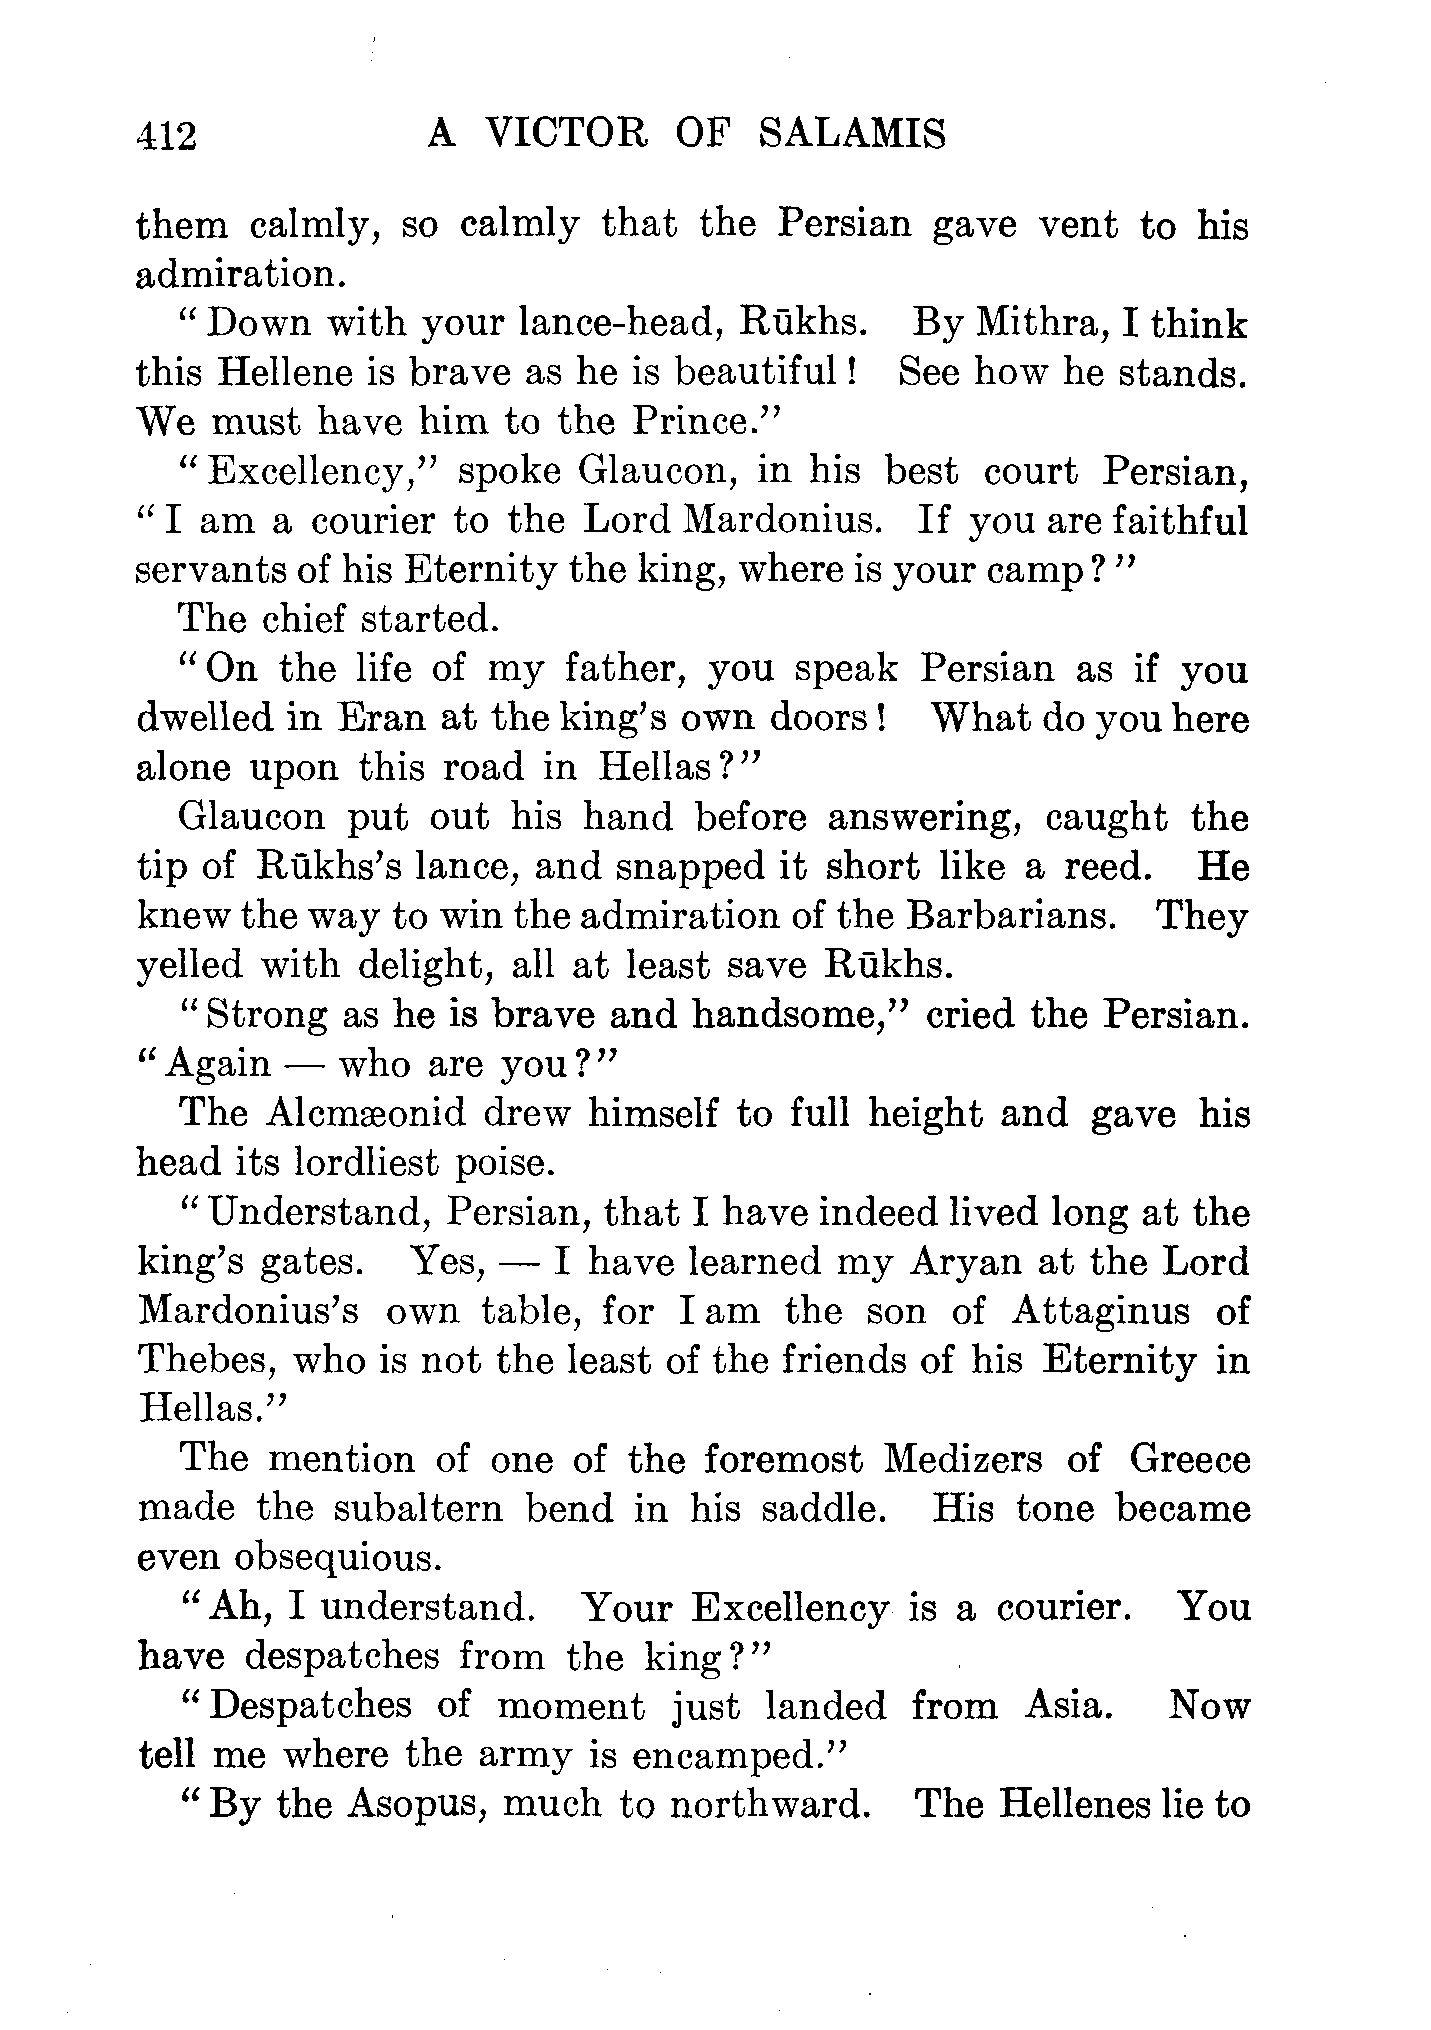 412 A VICTOR OF SALAMIS
them calmly, so calmly that the Persian gave vent to his
admiration.
“Down with your lance-head, Rūkhs. By Mithra, I think
this Hellene is brave as he is beautiful! See how he stands.
We must have him to the Prince.”
“Excellency,” spoke Glaucon, in his best court Persian,
“I am a courier to the Lord Mardonius. If you are faithful
servants of his Eternity the king, where is your camp?”
The chief started.
“On the life of my father, you speak Persian as if you
dwelled in Eran at the king’s own doors! What do you here
alone upon this road in Hellas?”
Glaucon put out his hand before answering, caught the
tip of Rūkhs’s lance, and snapped it short like a reed. He
knew the way to win the admiration of the Barbarians. They
yelled with delight, all at least save Rūkhs.
“Strong as he is brave and handsome,” cried the Persian.
“Again — who are you?”
The Alcmæonid drew himself to full height and gave his
head its lordliest poise.
“Understand, Persian, that I have indeed lived long at the
king’s gates. Yes, — I have learned my Aryan at the Lord
Mardonius’s own table, for I am the son of Attaginus of
Thebes, who is not the least of the friends of his Eternity in
Hellas.”
The mention of one of the foremost Medizers of Greece
made the subaltern bend in his saddle. His tone became
even obsequious.
“Ah, I understand. Your Excellency is a courier. You
have despatches from the king?”
“Despatches of moment just landed from Asia. Now
tell me where the army is encamped.”
“By the Asopus, much to northward. The Hellenes lie to